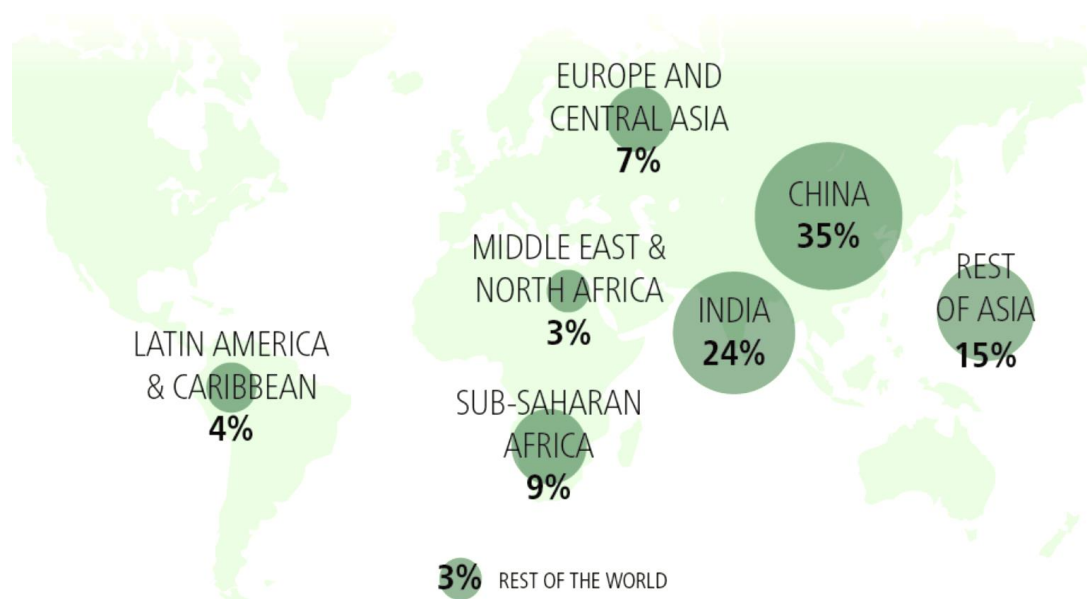 EUROPE AND
CENTRAL ASIA
7%
CHINA
35%
MIDDLE EAST &
NORTH AFRICA
3%
REST
OF ASIA
15%
INDIA
24%
LATIN AMERICA
& CARIBBEAN
4%
SUB-SAHARAN
AFRICA
9%
3% REST OF THE WORLD